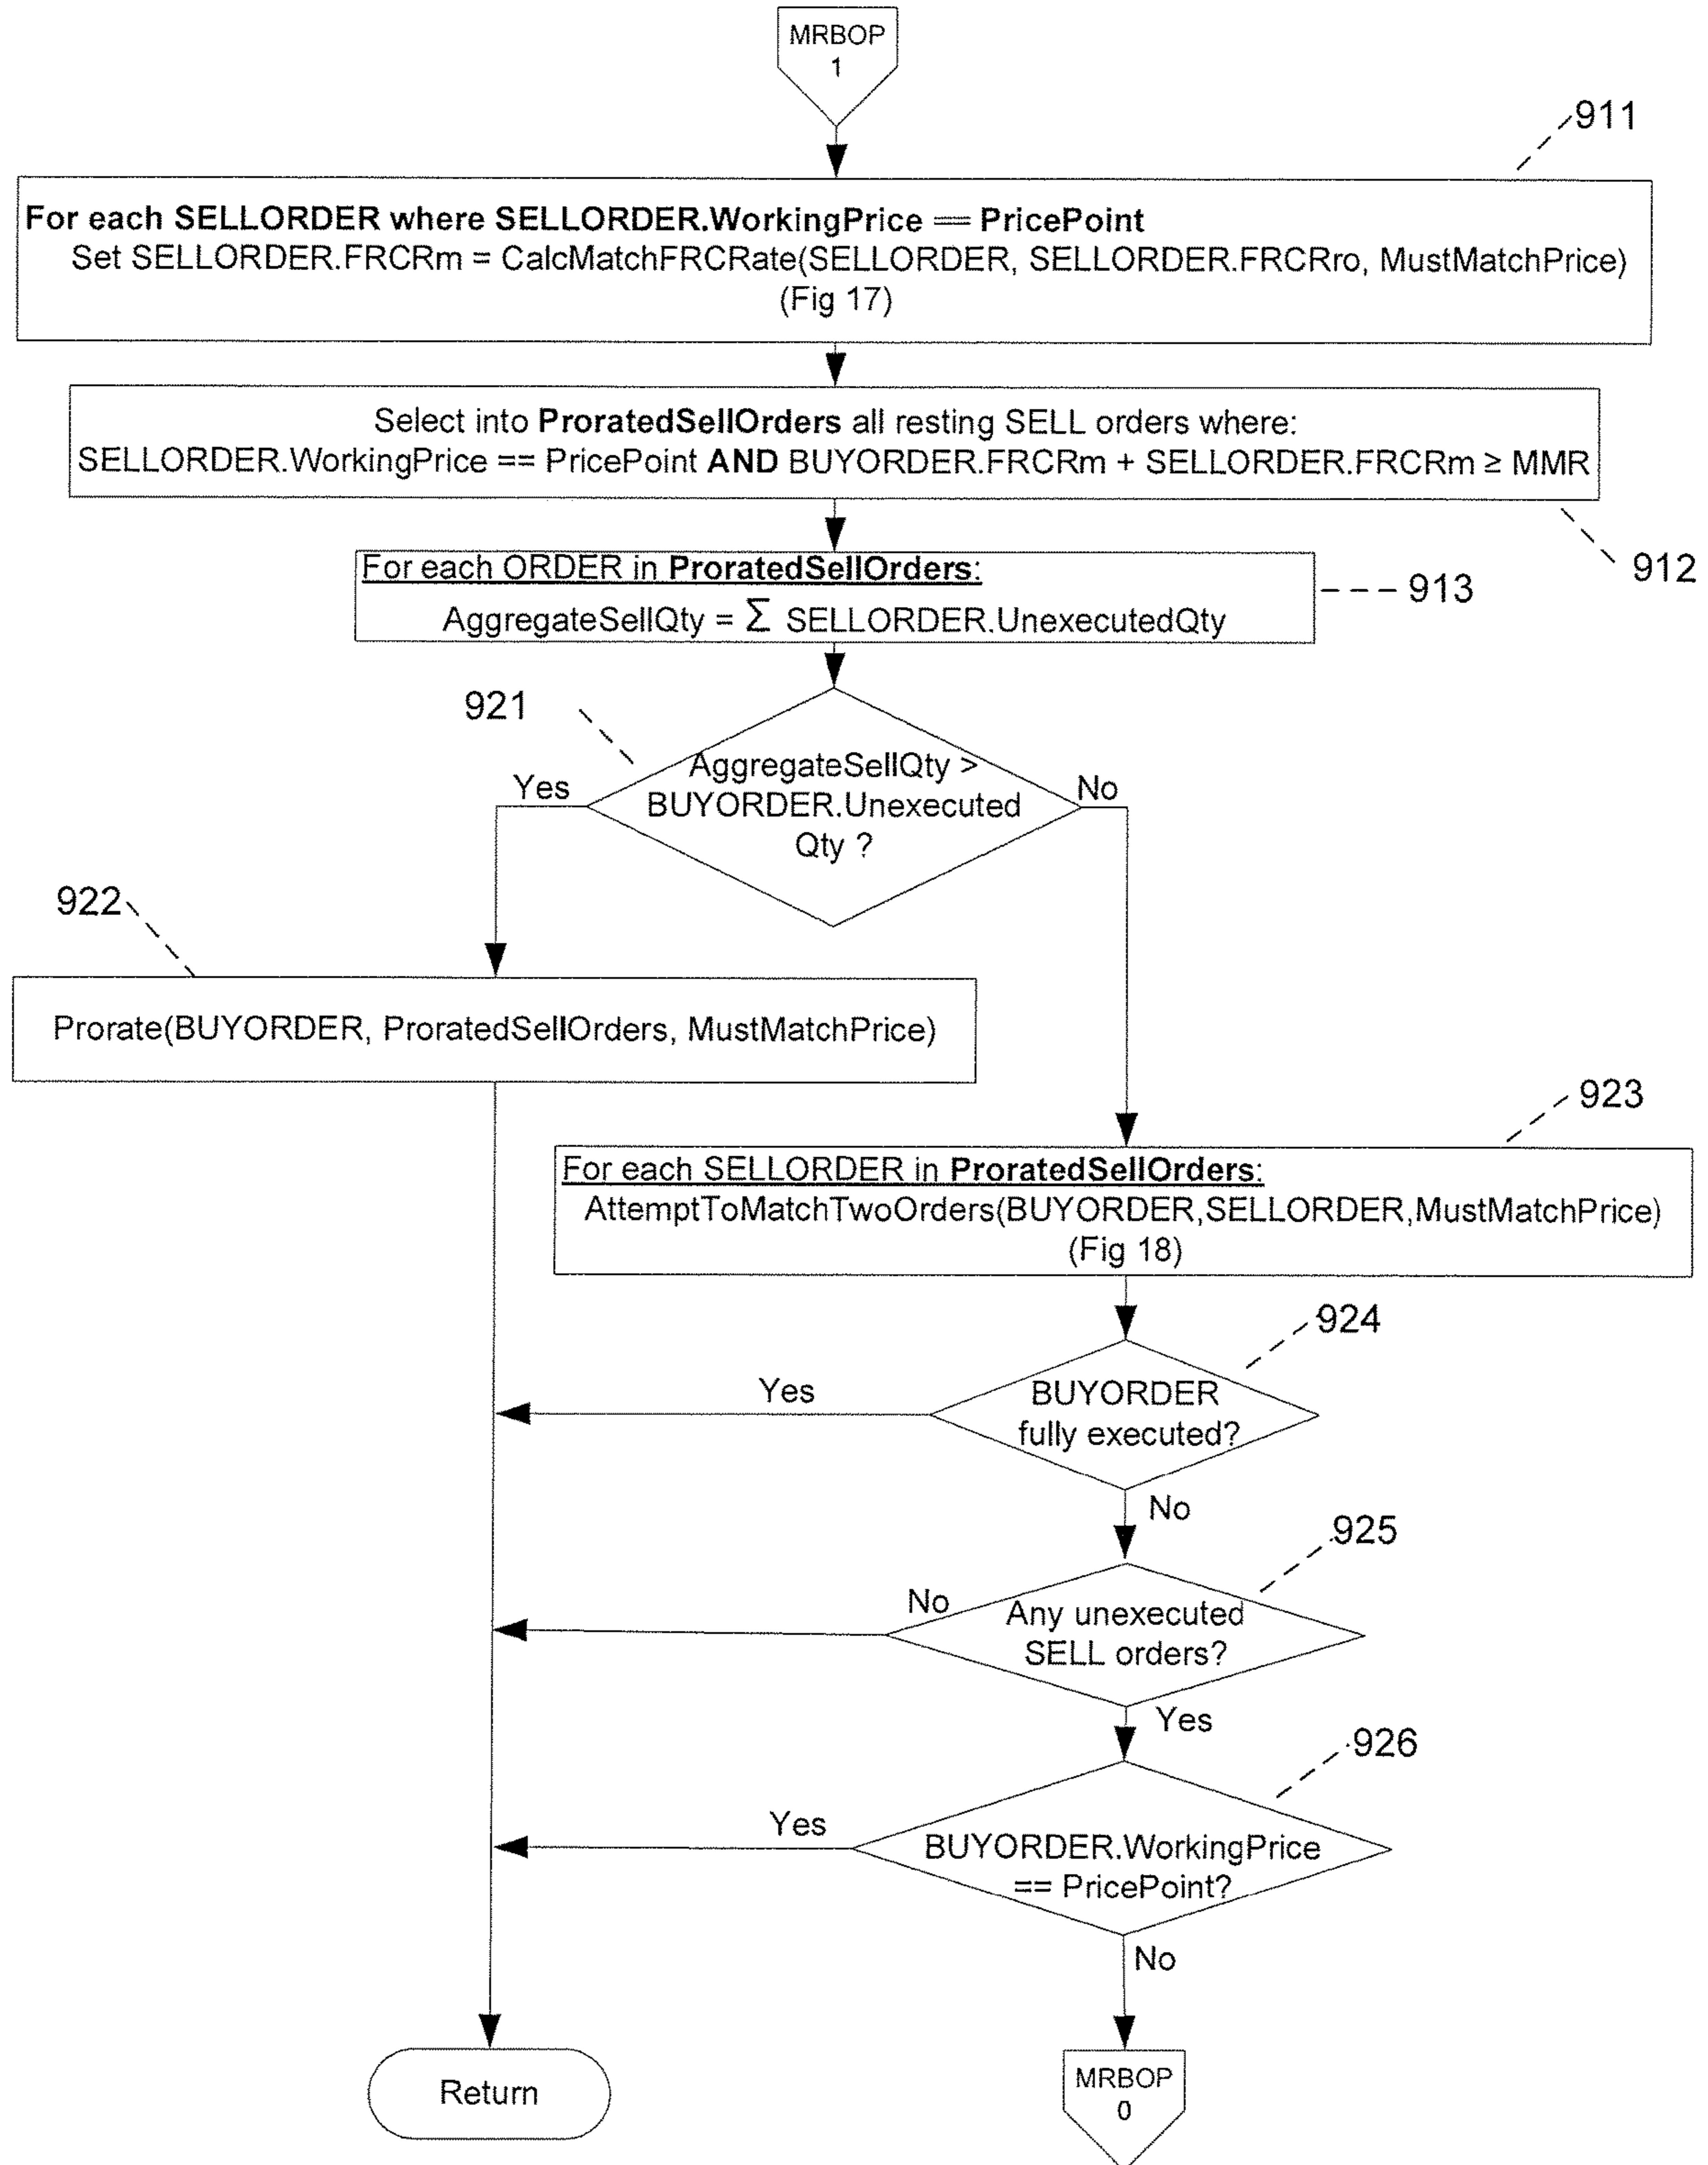 MRBOP
1
911
For each SELLORDER where SELLORDER.WorkingPrice == PricePoint
Set SELLORDER.FRCRm = CalcMatchFRCRate(SELLORDER, SELLORDER.FRCRro, MustMatchPrice)
(Fig 17)
Select into ProratedSellOrders all resting SELL orders where:
SELLORDER.WorkingPrice == PricePoint AND BUYORDER.FRCRm + SELLORDER.FRCRm ≥ MMR
912
For each ORDER in ProratedSellOrders:
AggregateSellQty = Σ SELLORDER.UnexecutedQty
913
921
AggregateSellQty >
BUYORDER.Unexecuted
Qty ?
Yes
No
922
Prorate(BUYORDER, ProratedSellOrders, MustMatchPrice)
923
For each SELLORDER in ProratedSellOrders:
AttemptToMatchTwoOrders(BUYORDER,SELLORDER,MustMatchPrice)
(Fig 18)
924
BUYORDER
fully executed?
Yes
No
925
Any unexecuted
SELL orders?
No
Yes
926
BUYORDER.WorkingPrice
== PricePoint?
Yes
No
Return
MRBOP
0